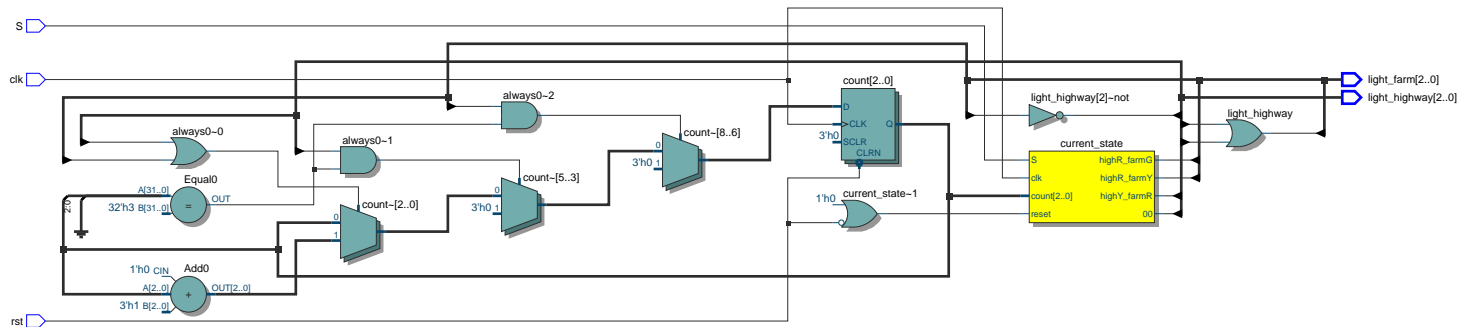 S
clk
rst
always0~0
Equal0
A[31..0]
32'h3 B[31..0]
=
OUT
2:0
Add0
1'h0 CIN
A[2..0]
3'h1 B[2..0]
+
OUT[2..0]
always0~1
count~[2..0]
0
1
always0~2
count~[5..3]
0
3'h0 1
count~[8..6]
0
3'h0 1
count[2..0]
D
CLK
3'h0
SCLR
CLRN
Q
current_state~1
1'h0
light_highway[2]~not
current_state
S
clk
count[2..0]
reset
highR_farmG
highR_farmY
highY_farmR
00
light_highway
light_farm[2..0]
light_highway[2..0]